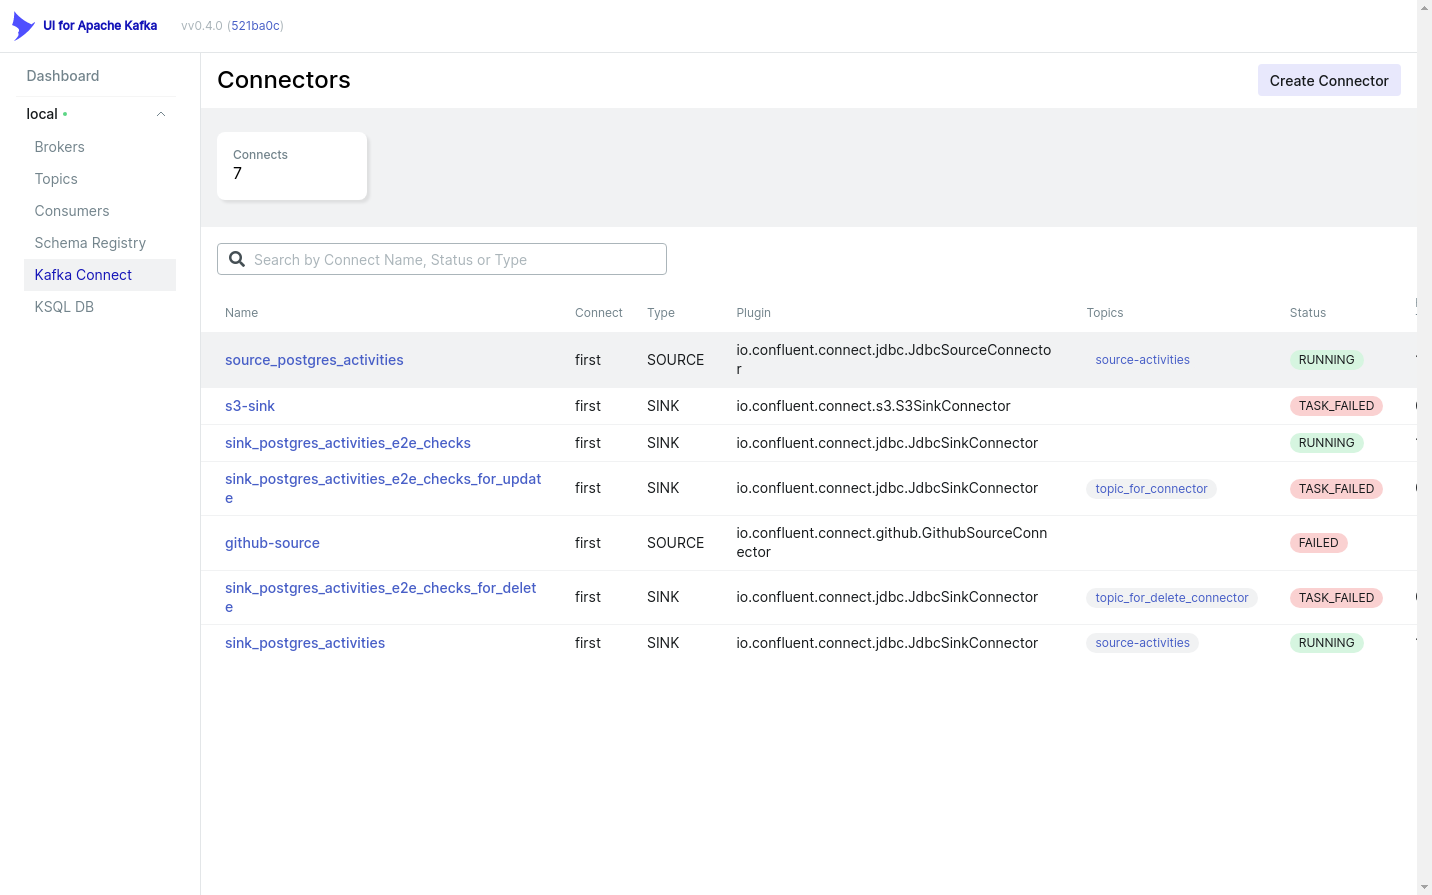 UI for Apache Kafka vv0.4.0 (521ba0c)
Dashboard
local
Brokers
Topics
Consumers
Schema Registry
Kafka Connect
KSQL DB
Connectors
Create Connector
Connects
7
Search by Connect Name, Status or Type
Name Connect Type Plugin Topics Status
source_postgres_activities first SOURCE io.confluent.connect.jdbc.JdbcSourceConnecto
r source-activities RUNNING
s3-sink first SINK io.confluent.connect.s3.S3SinkConnector TASK_FAILED
sink_postgres_activities_e2e_checks first SINK io.confluent.connect.jdbc.JdbcSinkConnector RUNNING
sink_postgres_activities_e2e_checks_for_updat
e first SINK io.confluent.connect.jdbc.JdbcSinkConnector topic_for_connector TASK_FAILED
github-source first SOURCE io.confluent.connect.github.GithubSourceConn
ector FAILED
sink_postgres_activities_e2e_checks_for_delet
e first SINK io.confluent.connect.jdbc.JdbcSinkConnector topic_for_delete_connector TASK_FAILED
sink_postgres_activities first SINK io.confluent.connect.jdbc.JdbcSinkConnector source-activities RUNNING